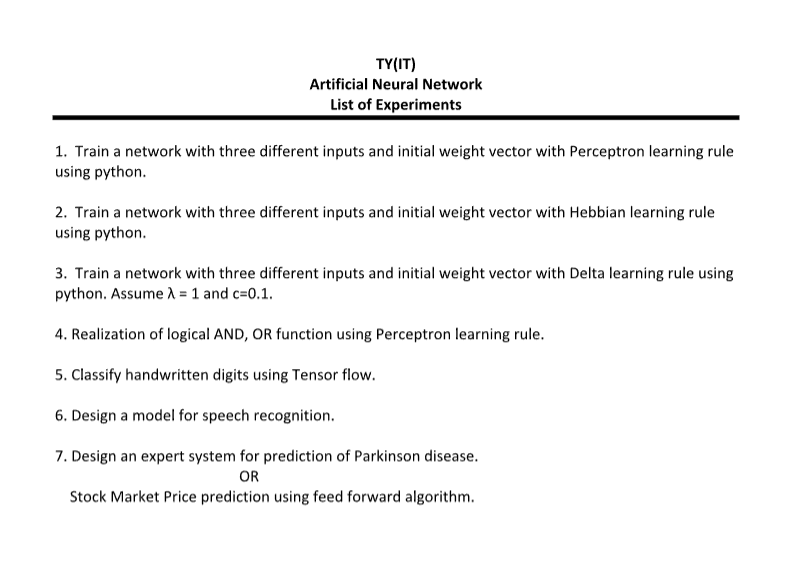 TY(IT)
Artificial Neural Network
List of Experiments
1. Train a network with three different inputs and initial weight vector with Perceptron learning rule
using python.
2. Train a network with three different inputs and initial weight vector with Hebbian learning rule
using python.
3. Train a network with three different inputs and initial weight vector with Delta learning rule using
python. Assume λ = 1 and c=0.1.
4. Realization of logical AND, OR function using Perceptron learning rule.
5. Classify handwritten digits using Tensor flow.
6. Design a model for speech recognition.
7. Design an expert system for prediction of Parkinson disease.
OR
Stock Market Price prediction using feed forward algorithm.